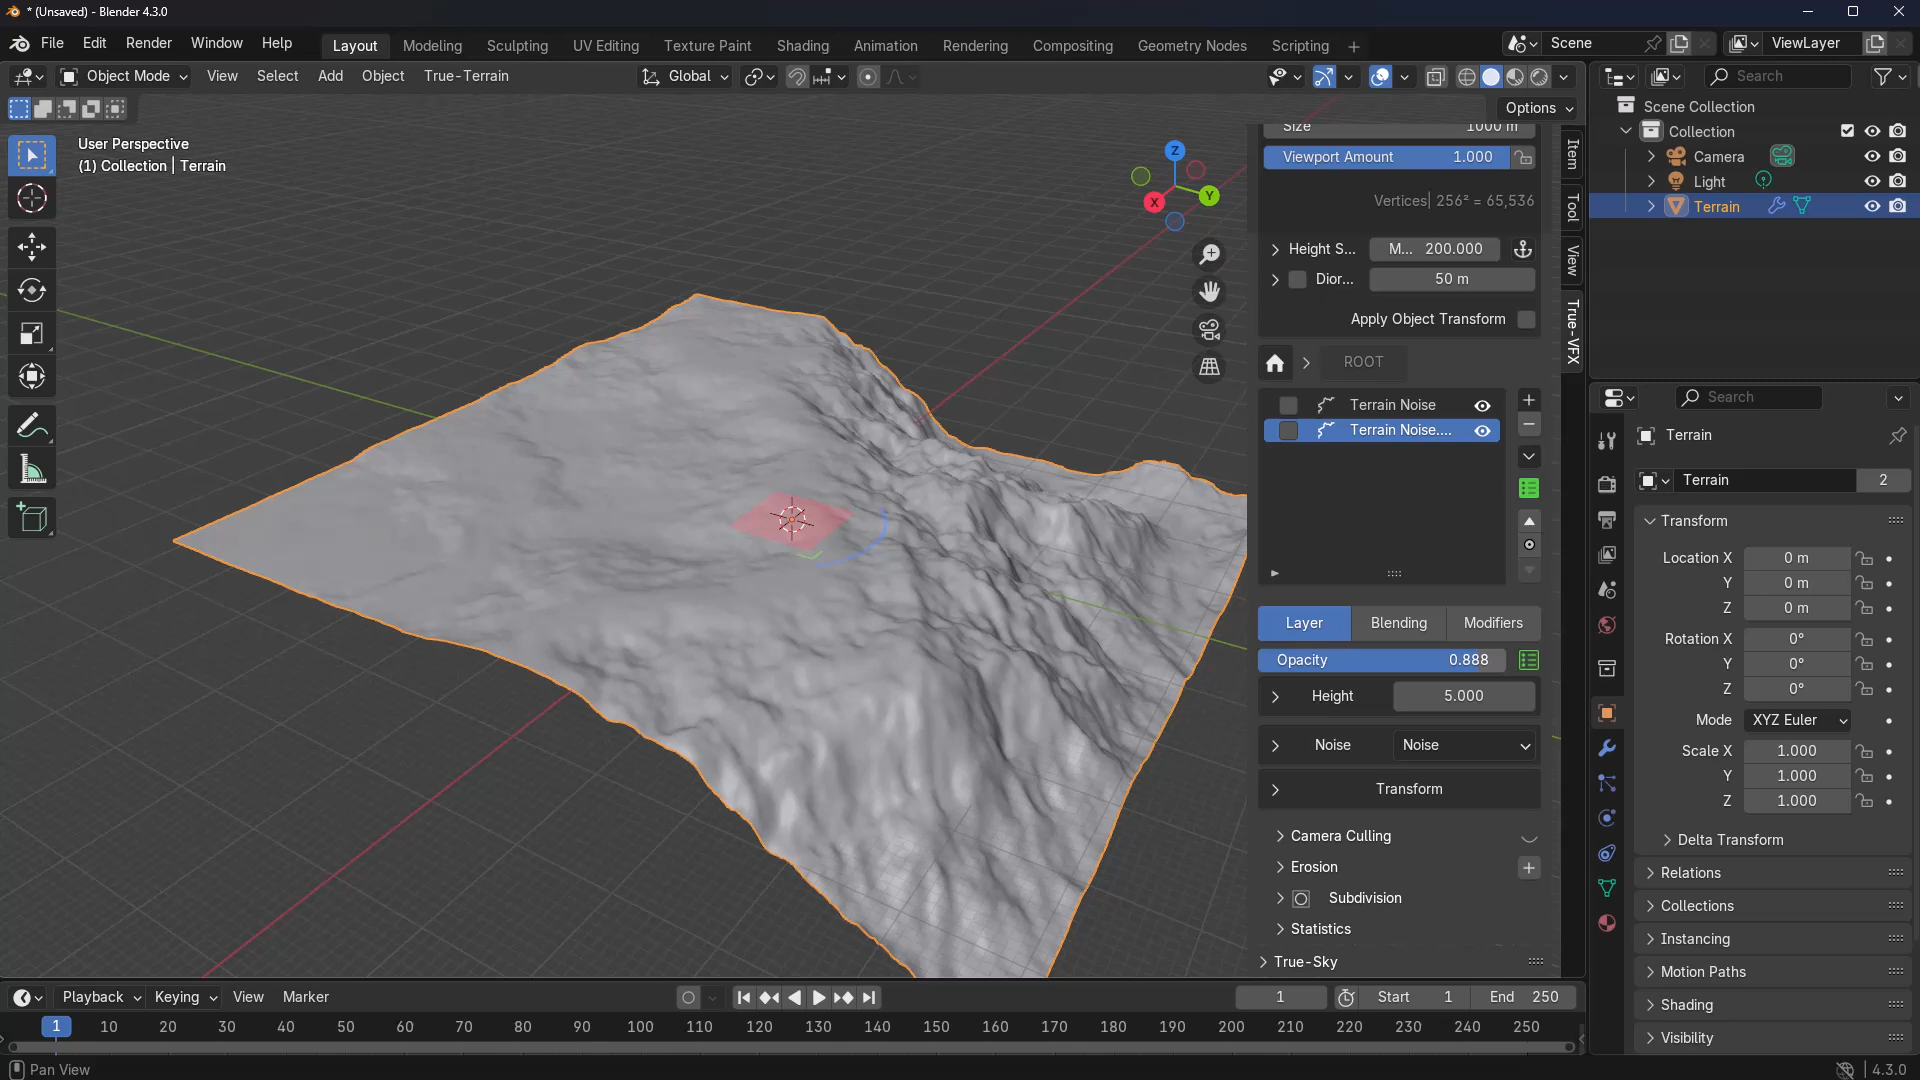 * (Unsaved) - Blender 4.3.0
File Edit Render Window Help
Layout Modeling Sculpting UV Editing Texture Paint Shading Animation Rendering Compositing Geometry Nodes Scripting +
Scene
ViewLayer
Object Mode View Select Add Object True-Terrain
Global
Search
Options
Scene Collection
Collection
Camera
Light
Terrain
User Perspective
(1) Collection | Terrain
Z
X
Y
Size 1000 m
Viewport Amount 1.000
Vertices| 256² = 65,536
Height S... M... 200.000
Dior... 50 m
Apply Object Transform
ROOT
Terrain Noise
Terrain Noise....
Layer Blending Modifiers
Opacity 0.888
Height 5.000
Noise Noise
Transform
Camera Culling
Erosion
Subdivision
Statistics
True-Sky
Item
Tool
View
True-VFX
Search
Terrain
Terrain 2
Transform
Location X 0 m
Y 0 m
Z 0 m
Rotation X 0°
Y 0°
Z 0°
Mode XYZ Euler
Scale X 1.000
Y 1.000
Z 1.000
Delta Transform
Relations
Collections
Instancing
Motion Paths
Shading
Visibility
Playback Keying View Marker
1 Start 1 End 250
1 10 20 30 40 50 60 70 80 90 100 110 120 130 140 150 160 170 180 190 200 210 220 230 240 250
Pan View
4.3.0